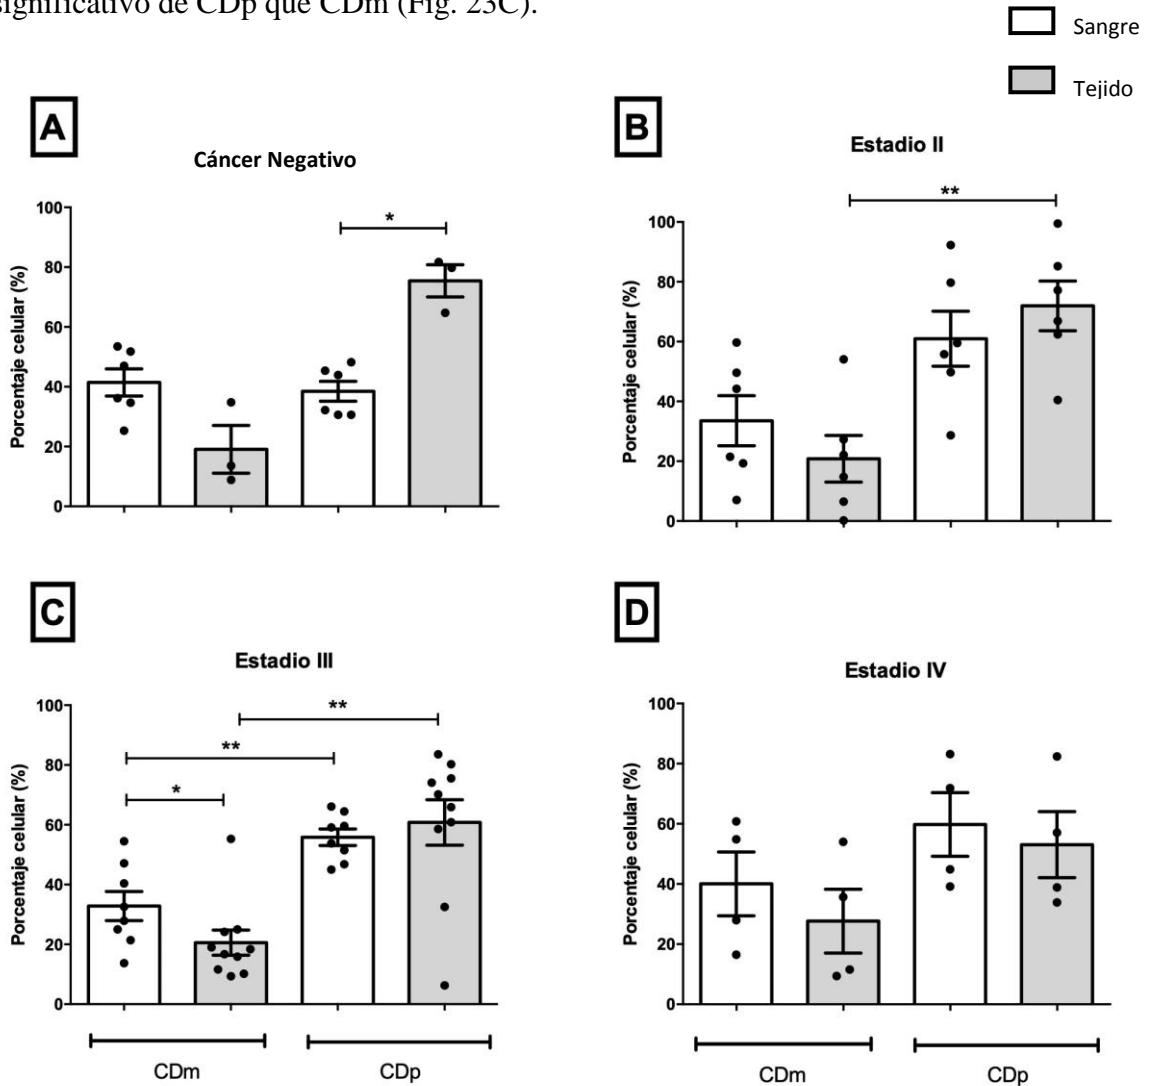 significativo de CDp que CDm (Fig. 23C).
Sangre
Tejido
A
Cáncer Negativo
*
Porcentaje celular (%)
100
80
60
40
20
0
B
Estadio II
**
Porcentaje celular (%)
100
80
60
40
20
0
C
Estadio III
**
**
*
Porcentaje celular (%)
100
80
60
40
20
0
CDm
CDp
D
Estadio IV
Porcentaje celular (%)
100
80
60
40
20
0
CDm
CDp